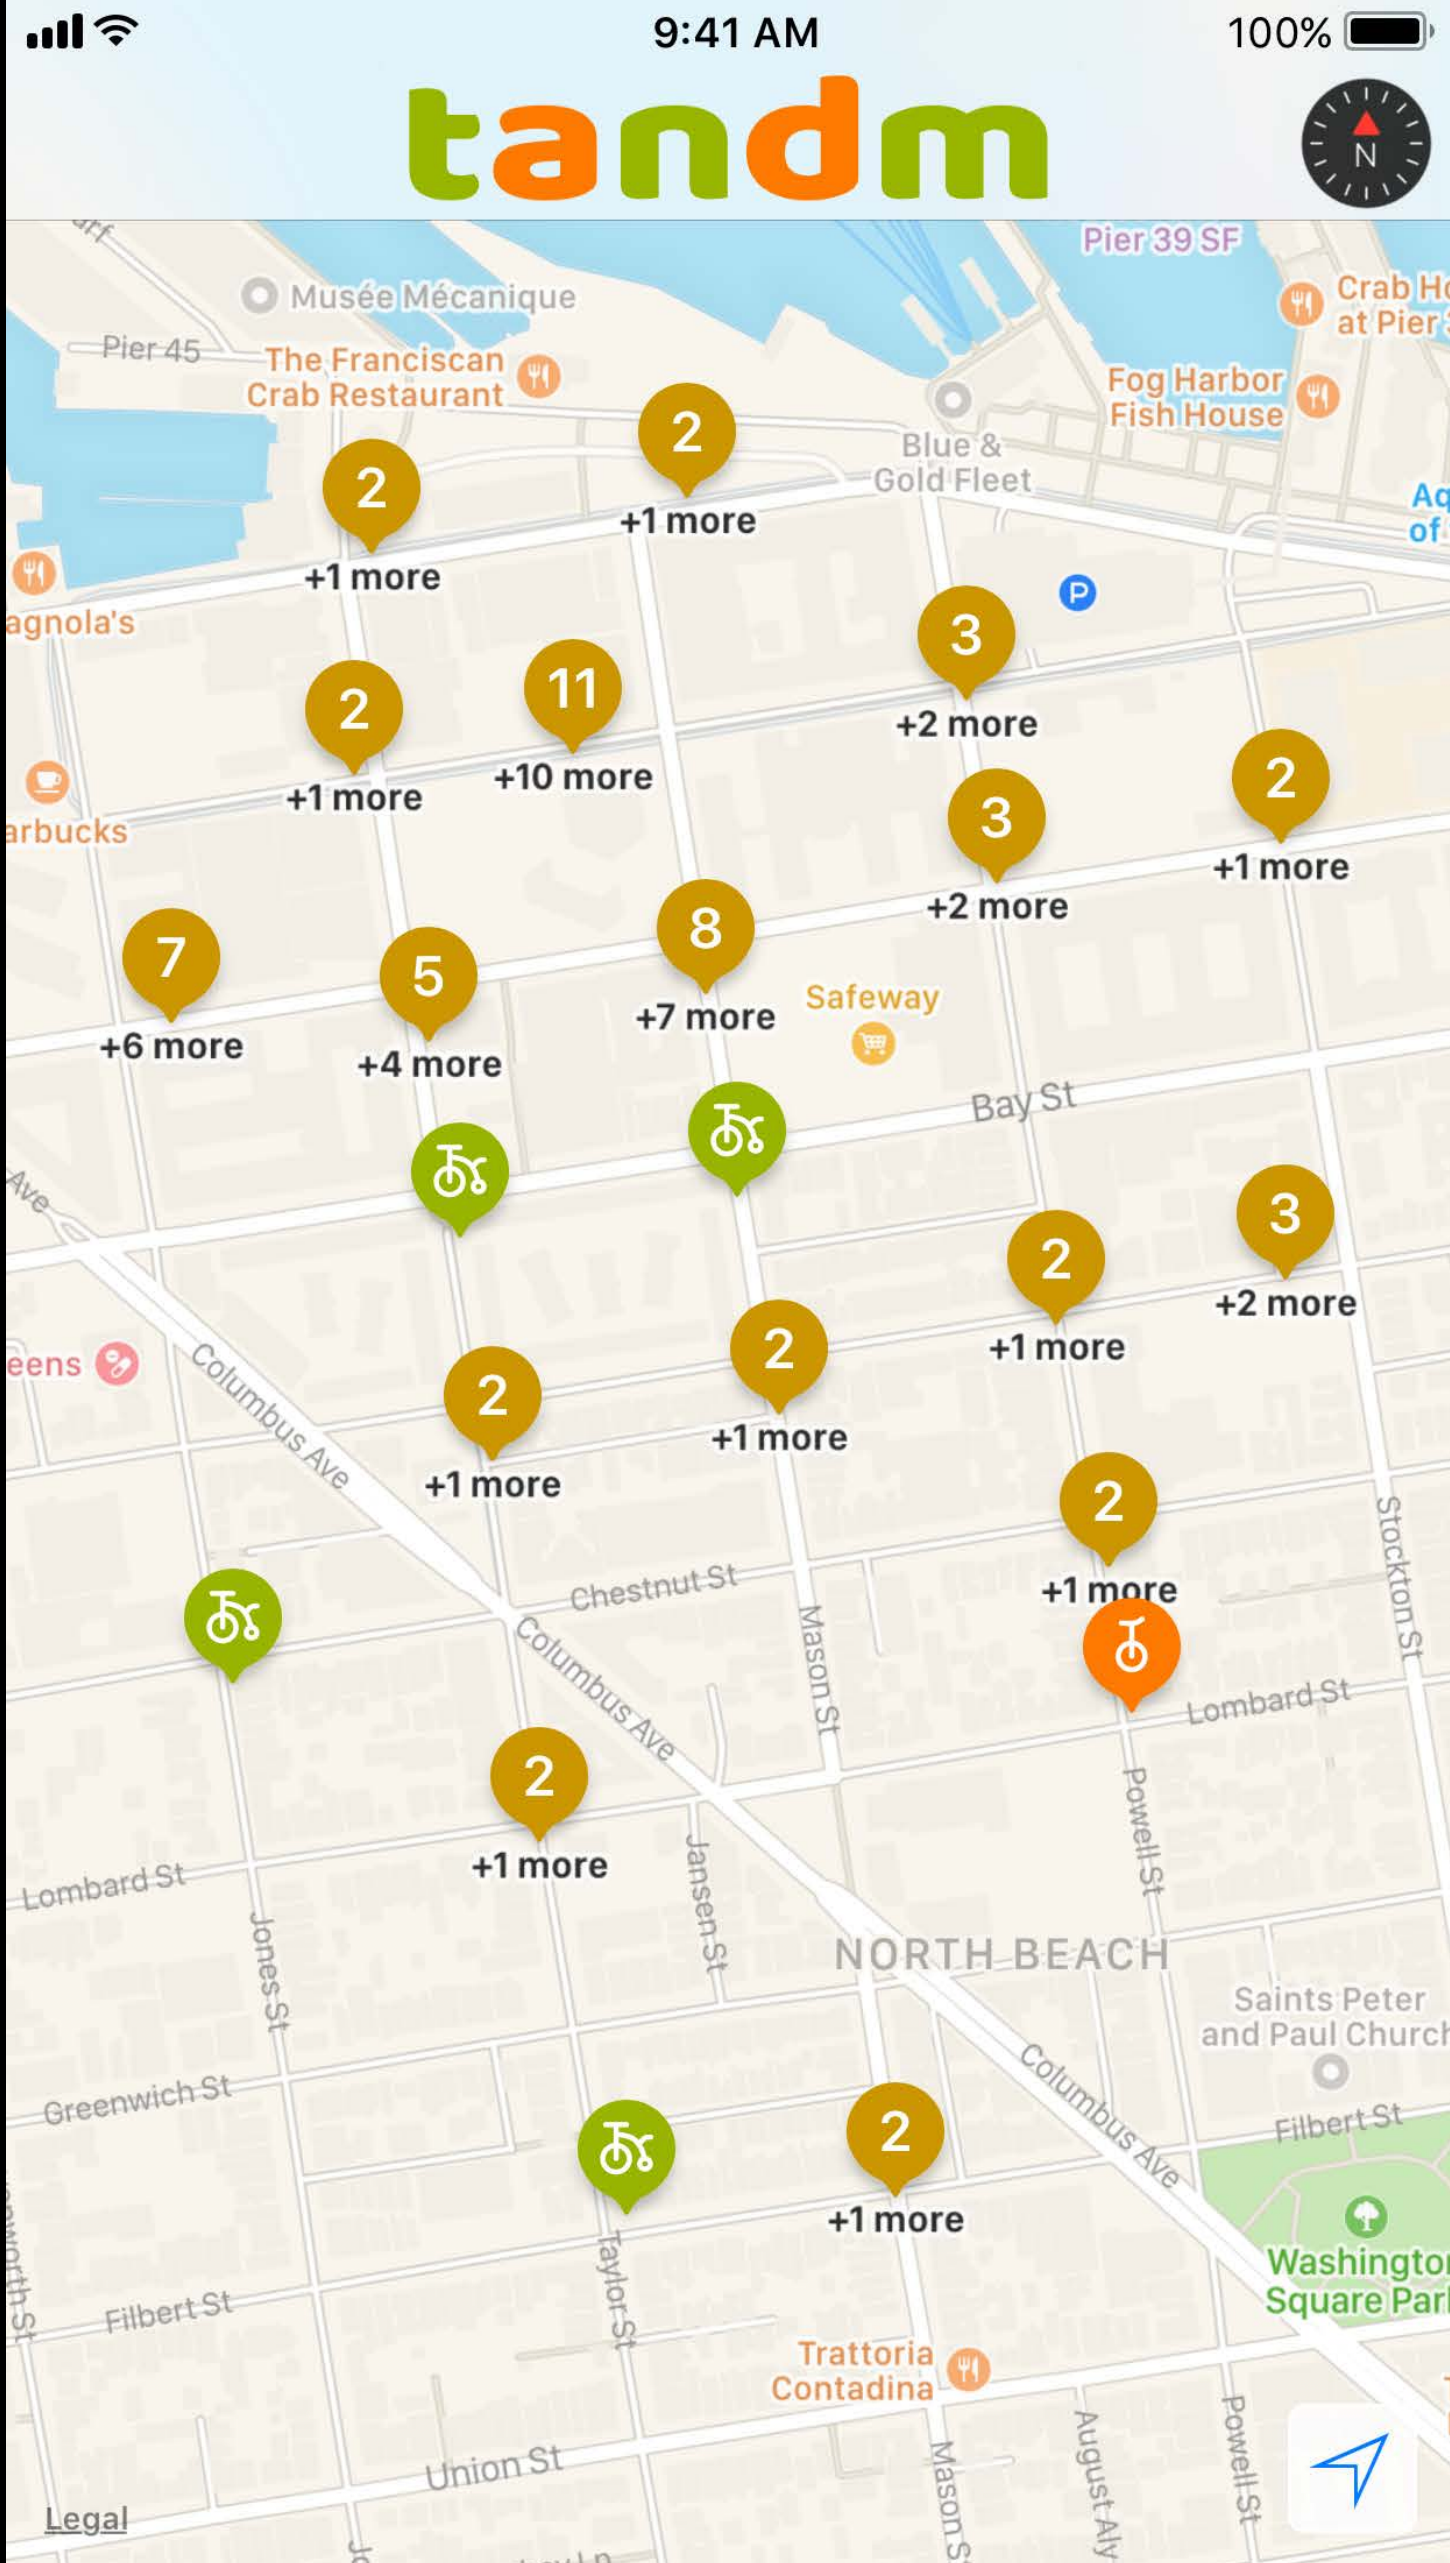 9:41 AM
100%
tandm
N
Pier 39 SF
Musée Mécanique
Crab
at Pier
Pier 45
The Franciscan
Crab Restaurant
Fog Harbor
Fish House
2
+1 more
Blue &
Gold Fleet
2
+1 more
P
agnola's
3
+2 more
11
+10 more
2
+1 more
2
+1 more
arbucks
3
+2 more
8
+7 more
7
+6 more
5
+4 more
Safeway
Bay St
Ave
3
+2 more
2
+1 more
2
+1 more
eens
Columbus Ave
2
+1 more
2
+1 more
Stockton St
Chestnut St
Columbus Ave
Mason St
Lombard St
2
+1 more
Powell St
Jansen St
Lombard St
Jones St
NORTH BEACH
Saints Peter
and Paul Church
Columbus Ave
Greenwich St
Filbert St
2
+1 more
Taylor St
Washington
Square Par
Filbert St
Trattoria
Contadina
Powell St
August Aly
Mason S
Union St
Legal